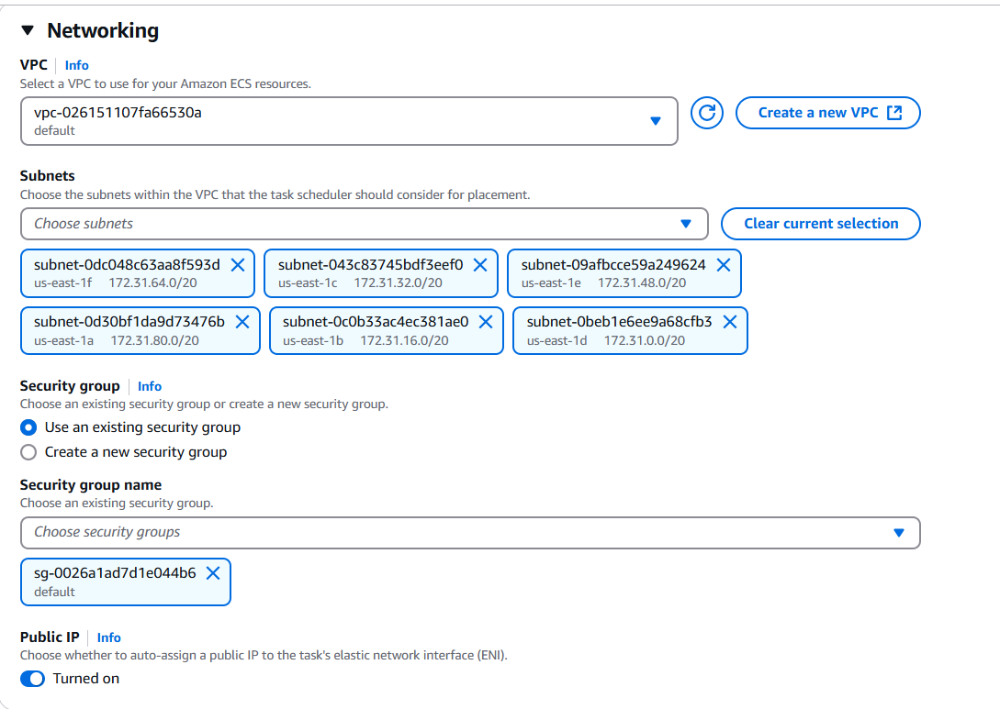 Networking
VPC Info
Select a VPC to use for your Amazon ECS resources.
vpc-026151107fa66530a
default
Create a new VPC
Subnets
Choose the subnets within the VPC that the task scheduler should consider for placement.
Choose subnets
Clear current selection
subnet-0dc048c63aa8f593d subnet-043c83745bdf3eef0 subnet-09afbcce59a249624
us-east-1f 172.31.64.0/20 us-east-1c 172.31.32.0/20 us-east-1e 172.31.48.0/20
subnet-0d30bf1da9d73476b subnet-0c0b33ac4ec381ae0 subnet-0beb1e6ee9a68cfb3
us-east-1a 172.31.80.0/20 us-east-1b 172.31.16.0/20 us-east-1d 172.31.0.0/20
Security group Info
Choose an existing security group or create a new security group.
Use an existing security group
Create a new security group
Security group name
Choose an existing security group.
Choose security groups
sg-0026a1ad7d1e044b6
default
Public IP Info
Choose whether to auto-assign a public IP to the task's elastic network interface (ENI).
Turned on